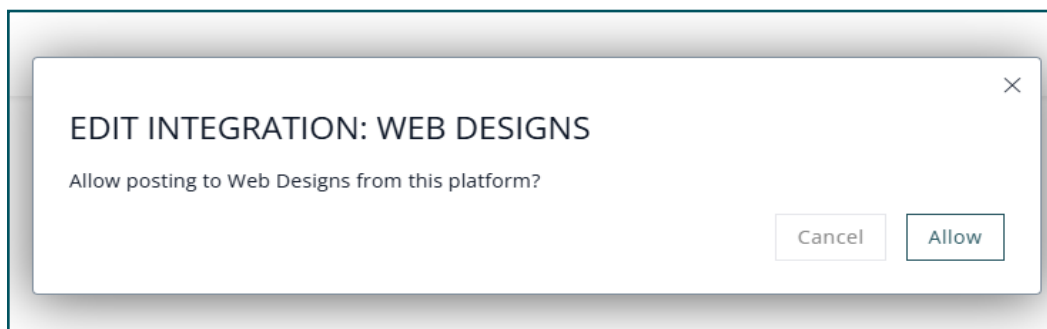 EDIT INTEGRATION: WEB DESIGNS
Allow posting to Web Designs from this platform?
Cancel
Allow